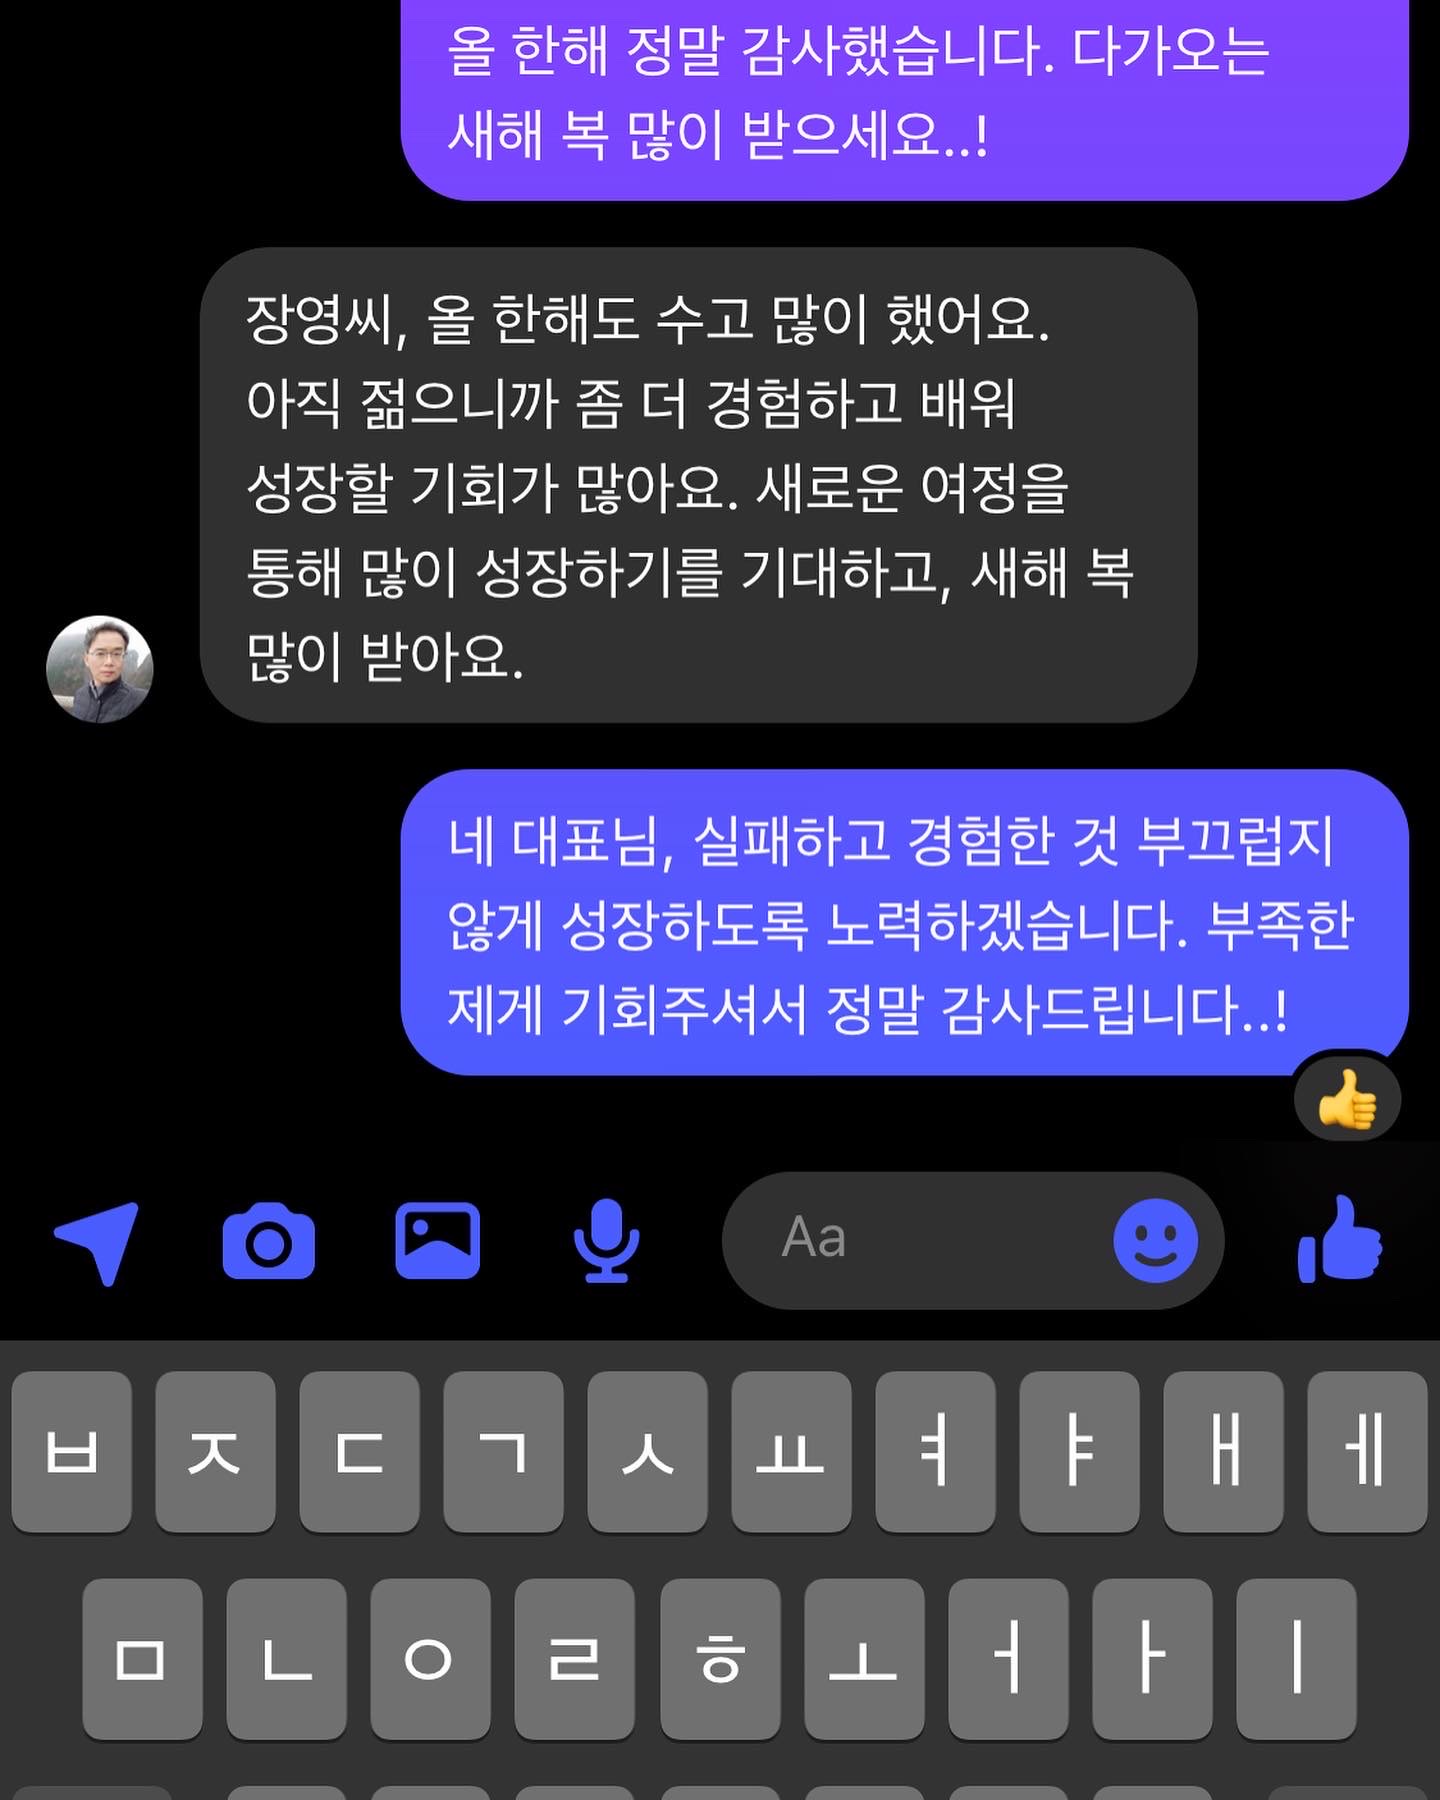 올 한해 정말 감사했습니다. 다가오는
새해 복 많이 받으세요..!
장영씨, 올 한해도 수고 많이 했어요.
아직 젊으니까 좀 더 경험하고 배워
성장할 기회가 많아요. 새로운 여정을
통해 많이 성장하기를 기대하고, 새해 복
많이 받아요.
네 대표님, 실패하고 경험한 것 부끄럽지
않게 성장하도록 노력하겠습니다. 부족한
제게 기회주셔서 정말 감사드립니다..!
Aa
ㅂ ㅈ ㄷ ㄱ ㅅ ㅛ ㅕ ㅑ ㅐ ㅔ
ㅁ ㄴ ㅇ ㄹ ㅎ ㅗ ㅓ ㅏ ㅣ